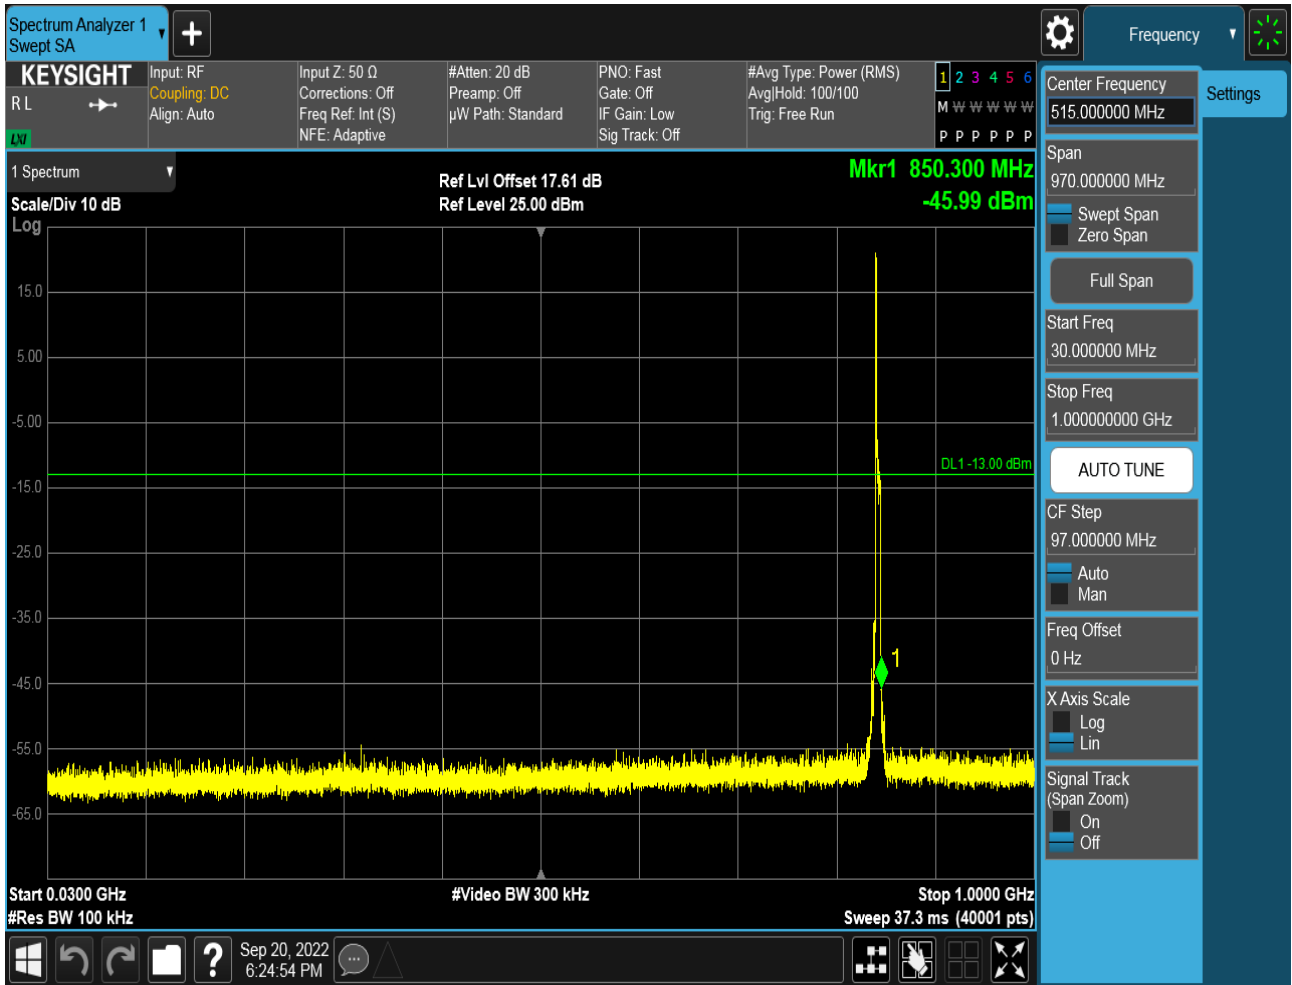 Spectrum Analyzer 1
Swept SA
Frequency
KEYSIGHT
R L
LXI
Input: RF
Coupling: DC
Align: Auto
Input Z: 50 Ω
Corrections: Off
Freq Ref: Int (S)
NFE: Adaptive
#Atten: 20 dB
Preamp: Off
µW Path: Standard
PNO: Fast
Gate: Off
IF Gain: Low
Sig Track: Off
#Avg Type: Power (RMS)
Avg|Hold: 100/100
Trig: Free Run
1 2 3 4 5 6
M W W W W W
P P P P P P
1 Spectrum
Scale/Div 10 dB
Log
Ref Lvl Offset 17.61 dB
Ref Level 25.00 dBm
Mkr1 850.300 MHz
-45.99 dBm
15.0
5.00
-5.00
-15.0
-25.0
-35.0
-45.0
-55.0
-65.0
DL1 -13.00 dBm
1
Start 0.0300 GHz
#Res BW 100 kHz
#Video BW 300 kHz
Stop 1.0000 GHz
Sweep 37.3 ms (40001 pts)
Center Frequency
515.000000 MHz
Span
970.000000 MHz
Swept Span
Zero Span
Full Span
Start Freq
30.000000 MHz
Stop Freq
1.000000000 GHz
AUTO TUNE
CF Step
97.000000 MHz
Auto
Man
Freq Offset
0 Hz
X Axis Scale
Log
Lin
Signal Track
(Span Zoom)
On
Off
Settings
?
Sep 20, 2022
6:24:54 PM